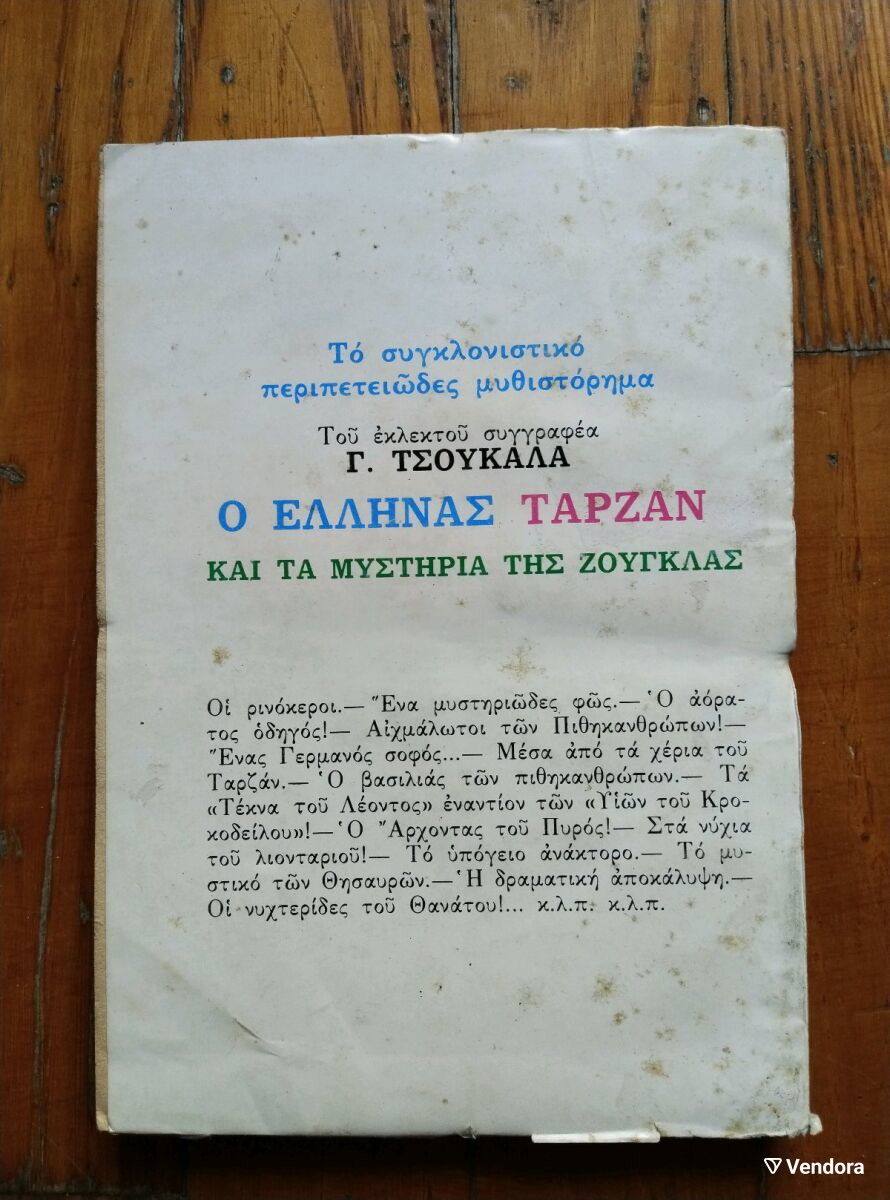 Τό συγκλονιστικό
περιπετειῶδες μυθιστόρημα
Τοῦ ἐκλεκτοῦ συγγραφέα
Γ. ΤΣΟΥΚΑΛΑ
Ο ΕΛΛΗΝΑΣ ΤΑΡΖΑΝ
ΚΑΙ ΤΑ ΜΥΣΤΗΡΙΑ ΤΗΣ ΖΟΥΓΚΛΑΣ
Οἱ ρινόκεροι.— Ἕνα μυστηριῶδες φῶς.— Ὁ ἀόρα-
τος ὁδηγός!— Αἰχμάλωτοι τῶν Πιθηκανθρώπων!—
Ἕνας Γερμανός σοφός...— Μέσα ἀπό τά χέρια τοῦ
Ταρζάν.— Ὁ βασιλιάς τῶν πιθηκανθρώπων.— Τά
«Τέκνα τοῦ Λέοντος» ἐναντίον τῶν «Υἱῶν τοῦ Κρο-
κοδείλου»!— Ὁ Ἄρχοντας τοῦ Πυρός!— Στά νύχια
τοῦ λιονταριοῦ!— Τό ὑπόγειο ἀνάκτορο.— Τό μυ-
στικό τῶν Θησαυρῶν.— Ἡ δραματική ἀποκάλυψη.—
Οἱ νυχτερίδες τοῦ Θανάτου!... κ.λ.π. κ.λ.π.
Vendora